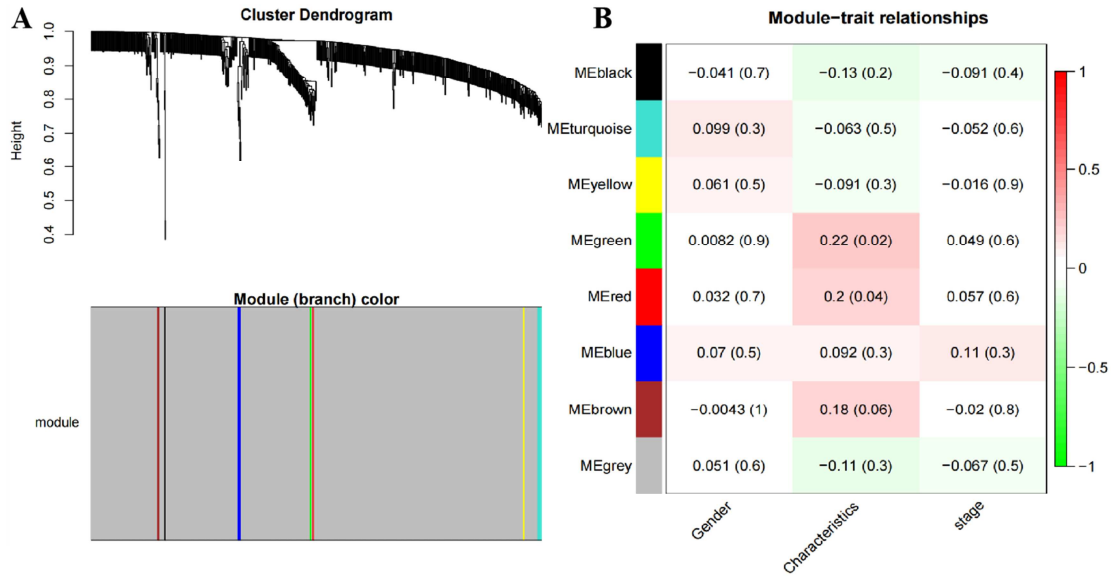 A
Cluster Dendrogram
Height
1.0
0.9
0.8
0.7
0.6
0.5
0.4
Module (branch) color
module
B
Module−trait relationships
MEblack −0.041 (0.7) −0.13 (0.2) −0.091 (0.4)
MEturquoise 0.099 (0.3) −0.063 (0.5) −0.052 (0.6)
MEyellow 0.061 (0.5) −0.091 (0.3) −0.016 (0.9)
MEgreen 0.0082 (0.9) 0.22 (0.02) 0.049 (0.6)
MEred 0.032 (0.7) 0.2 (0.04) 0.057 (0.6)
MEblue 0.07 (0.5) 0.092 (0.3) 0.11 (0.3)
MEbrown −0.0043 (1) 0.18 (0.06) −0.02 (0.8)
MEgrey 0.051 (0.6) −0.11 (0.3) −0.067 (0.5)
Gender Characteristics stage
1
0.5
0
−0.5
−1